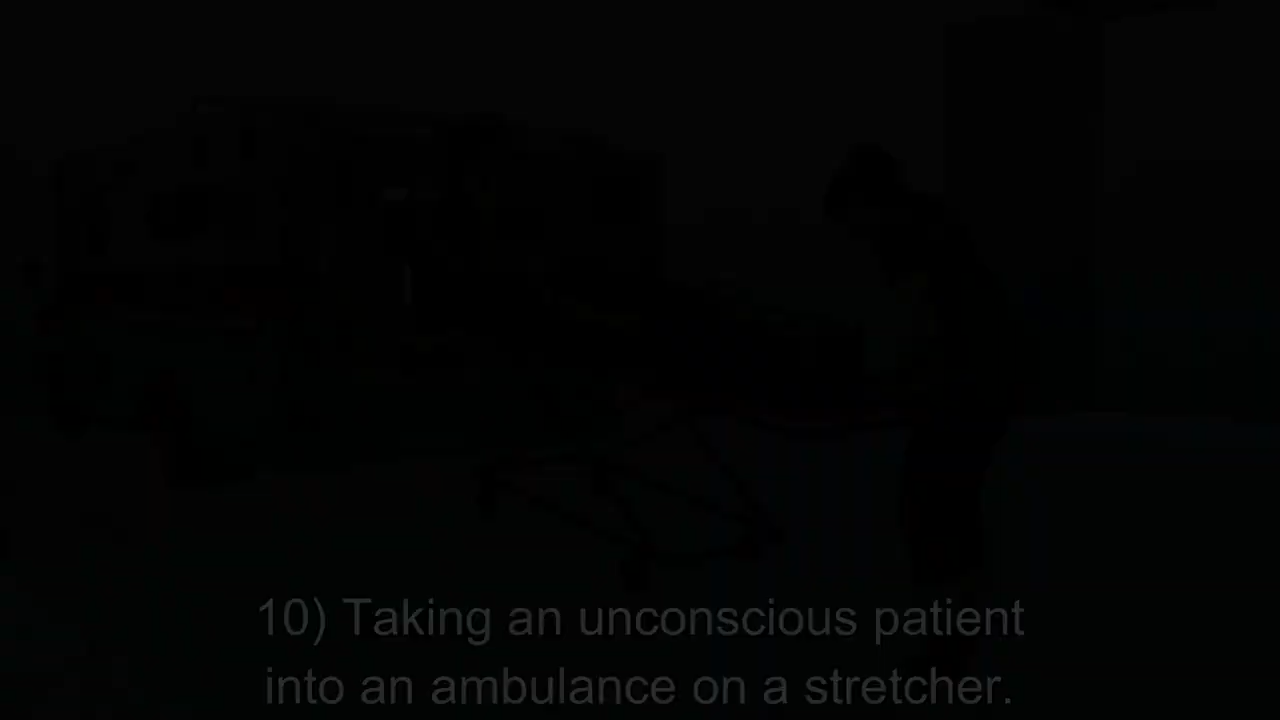 10) Taking an unconscious patient
into an ambulance on a stretcher.